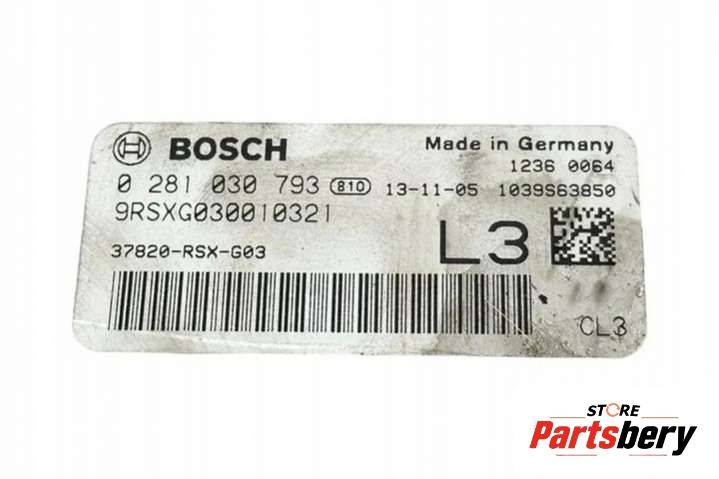 BOSCH Made in Germany
1236 0064
0 281 030 793 810 13-11-05 1039S63850
9RSXG030010321
L3
37820-RSX-G03
CL3
STORE
Partsbery